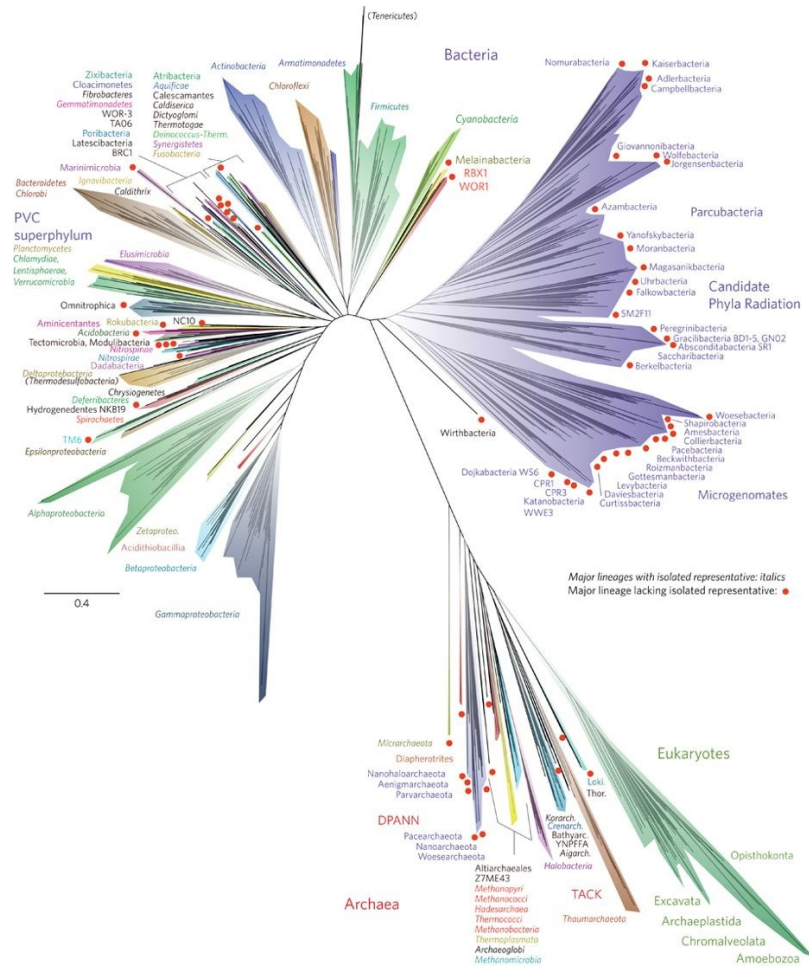 (Tenericutes)
Bacteria
Zixibacteria
Cloacimonetes
Fibrobacteres
Gemmatimonadetes
WOR-3
TA06
Poribacteria
Latescibacteria
BRC1
Atribacteria
Aquificae
Calescamantes
Caldiserica
Dictyoglomi
Thermotogae
Deinococcus-Therm.
Synergistetes
Fusobacteria
Actinobacteria
Armatimonadetes
Chloroflexi
Firmicutes
Cyanobacteria
Melainabacteria
RBX1
WOR1
Marinimicrobia
Bacteroidetes
Chlorobi
Ignavibacteria
Caldithrix
PVC
superphylum
Planctomycetes
Chlamydiae,
Lentisphaerae,
Verrucomicrobia
Elusimicrobia
Omnitrophica
Aminicentantes
Rokubacteria
NC10
Acidobacteria
Tectomicrobia, Modulibacteria
Nitrospinae
Nitrospirae
Dadabacteria
Deltaproteobacteria
(Thermodesulfobacteria)
Chrysiogenetes
Deferribacteres
Hydrogenedentes NKB19
Spirochaetes
TM6
Epsilonproteobacteria
Alphaproteobacteria
Zetaproteo.
Acidithiobacillia
Betaproteobacteria
Gammaproteobacteria
0.4
Nomurabacteria
Kaiserbacteria
Adlerbacteria
Campbellbacteria
Giovannonibacteria
Wolfobacteria
Jorgensenbacteria
Azambacteria
Parcubacteria
Yanofskybacteria
Moranbacteria
Magasanikbacteria
Uhrbacteria
Falkowbacteria
Candidate
Phyla Radiation
SM2F11
Peregrinibacteria
Gracilibacteria BD1-5, GN02
Absconditabacteria SR1
Saccharibacteria
Berkelbacteria
Wirthbacteria
Woesebacteria
Shapirobacteria
Amesbacteria
Collierbacteria
Pacebacteria
Beckwithbacteria
Roizmanbacteria
Gottesmanbacteria
Levybacteria
Daviesbacteria
Curtissbacteria
Microgenomates
Dojkabacteria WS6
CPR1
CPR3
Katanobacteria
WWE3
Major lineages with isolated representative: italics
Major lineage lacking isolated representative:
Micrarchaeota
Diapherotrites
Nanohaloarchaeota
Aenigmarchaeota
Parvarchaeota
DPANN
Pacearchaeota
Nanoarchaeota
Woesearchaeota
Altiarchaeales
Z7ME43
Methanopyri
Methanococci
Hadesarchaea
Thermococci
Methanobacteria
Thermoplasmata
Archaeoglobi
Methanomicrobia
Halobacteria
Archaea
Korarch.
Crenarch.
Bathyarc.
YNPFFA
Aigarch.
TACK
Thaumarchaeota
Loki.
Thor.
Eukaryotes
Opisthokonta
Excavata
Archaeplastida
Chromalveolata
Amoebozoa